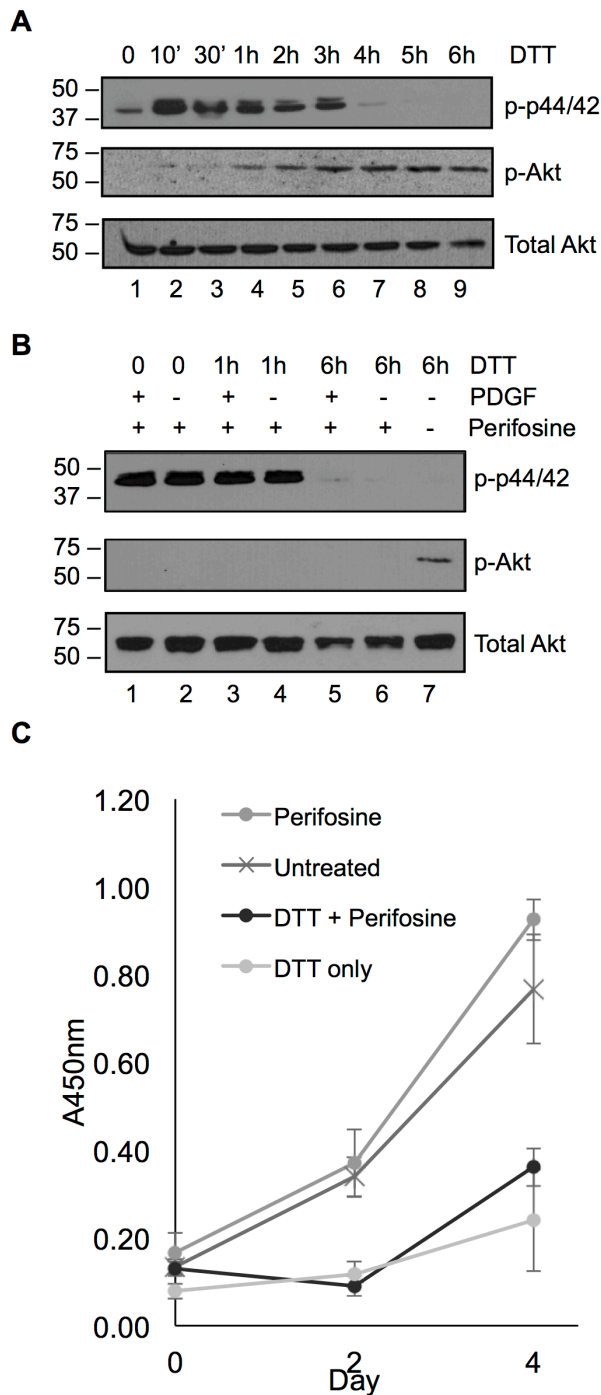 A
0 10' 30' 1h 2h 3h 4h 5h 6h DTT
50
37
p-p44/42
75
50
p-Akt
75
50
Total Akt
1 2 3 4 5 6 7 8 9
B
0 0 1h 1h 6h 6h 6h DTT
+ - + - + - - PDGF
+ + + + + + - Perifosine
50
37
p-p44/42
75
50
p-Akt
75
50
Total Akt
1 2 3 4 5 6 7
C
1.20
1.00
0.80
0.60
0.40
0.20
0.00
A450nm
Perifosine
Untreated
DTT + Perifosine
DTT only
0 2 4
Day